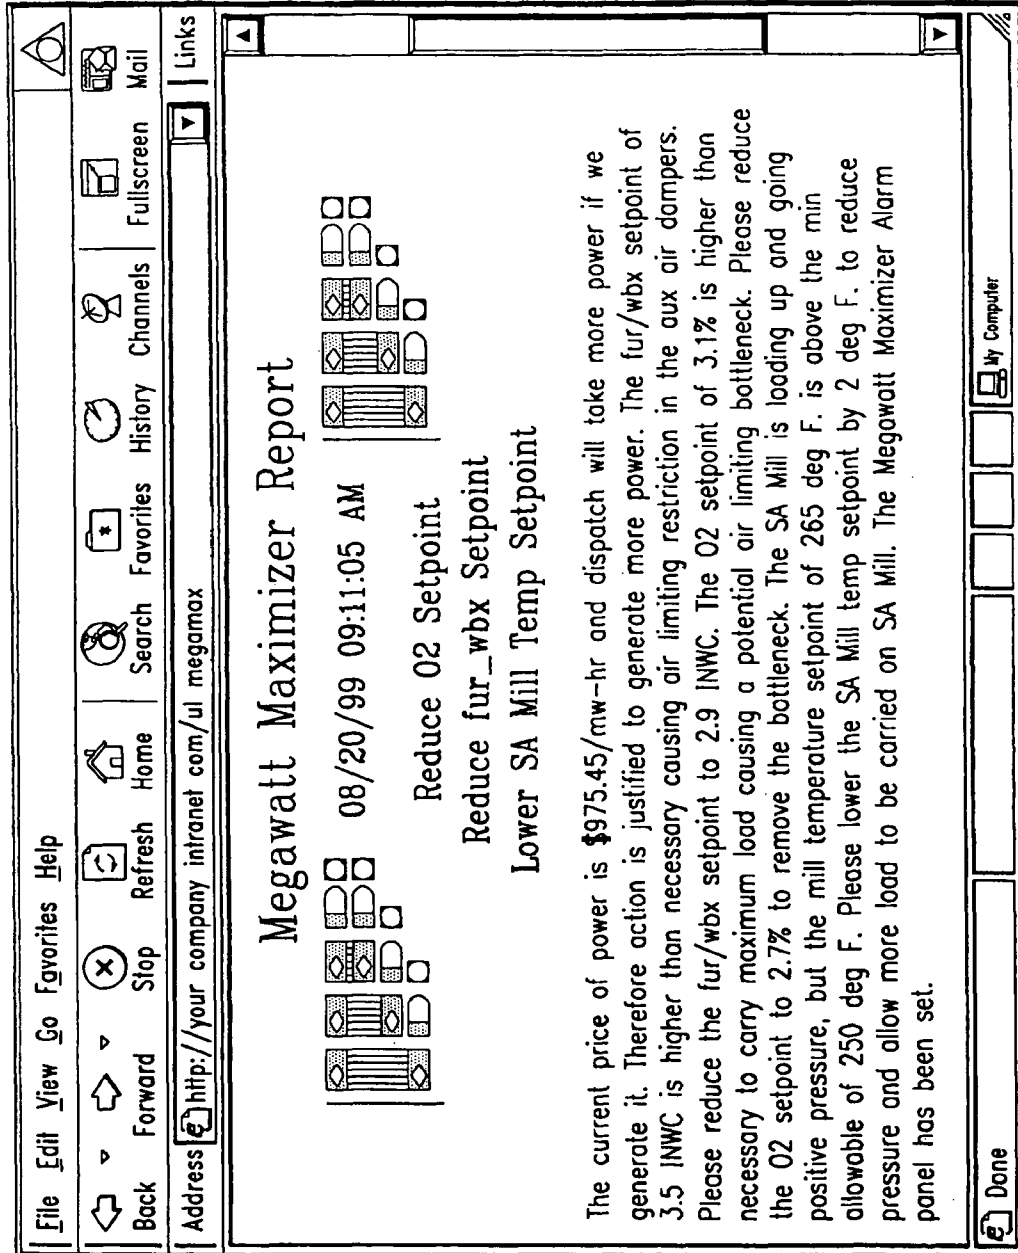 File Edit View Go Favorites Help
Back Forward Stop Refresh Home Search Favorites History Channels Fullscreen Mail
Address http://your company intranet com/ul megamax Links
Megawatt Maximizer Report
08/20/99 09:11:05 AM
Reduce O2 Setpoint
Reduce fur_wbx Setpoint
Lower SA Mill Temp Setpoint
The current price of power is $975.45/mw-hr and dispatch will take more power if we
generate it. Therefore action is justified to generate more power. The fur/wbx setpoint of
3.5 INWC is higher than necessary causing air limiting restriction in the aux air dampers.
Please reduce the fur/wbx setpoint to 2.9 INWC. The O2 setpoint of 3.1% is higher than
necessary to carry maximum load causing a potential air limiting bottleneck. Please reduce
the O2 setpoint to 2.7% to remove the bottleneck. The SA Mill is loading up and going
positive pressure, but the mill temperature setpoint of 265 deg F. is above the min
allowable of 250 deg F. Please lower the SA Mill temp setpoint by 2 deg F. to reduce
pressure and allow more load to be carried on SA Mill. The Megawatt Maximizer Alarm
panel has been set.
Done
My Computer